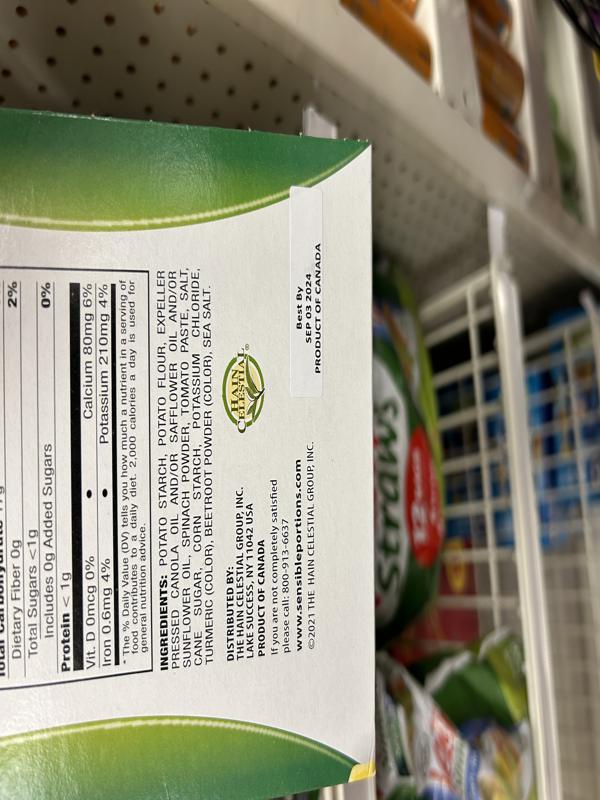 2%
Dietary Fiber 0g
Total Sugars <1g
Includes 0g Added Sugars 0%
Protein < 1g
Vit. D 0mcg 0% • Calcium 80mg 6%
Iron 0.6mg 4% • Potassium 210mg 4%
* The % Daily Value (DV) tells you how much a nutrient in a serving of
food contributes to a daily diet. 2,000 calories a day is used for
general nutrition advice.
INGREDIENTS: POTATO STARCH, POTATO FLOUR, EXPELLER
PRESSED CANOLA OIL AND/OR SAFFLOWER OIL AND/OR
SUNFLOWER OIL, SPINACH POWDER, TOMATO PASTE, SALT,
CANE SUGAR, CORN STARCH, POTASSIUM CHLORIDE,
TURMERIC (COLOR), BEETROOT POWDER (COLOR), SEA SALT.
DISTRIBUTED BY:
THE HAIN CELESTIAL GROUP, INC.
LAKE SUCCESS, NY 11042 USA
PRODUCT OF CANADA
If you are not completely satisfied
please call: 800-913-6637
www.sensibleportions.com
©2021 THE HAIN CELESTIAL GROUP, INC.
HAIN
CELESTIAL®
Best By
SEP 03 2024
PRODUCT OF CANADA
Straws
12